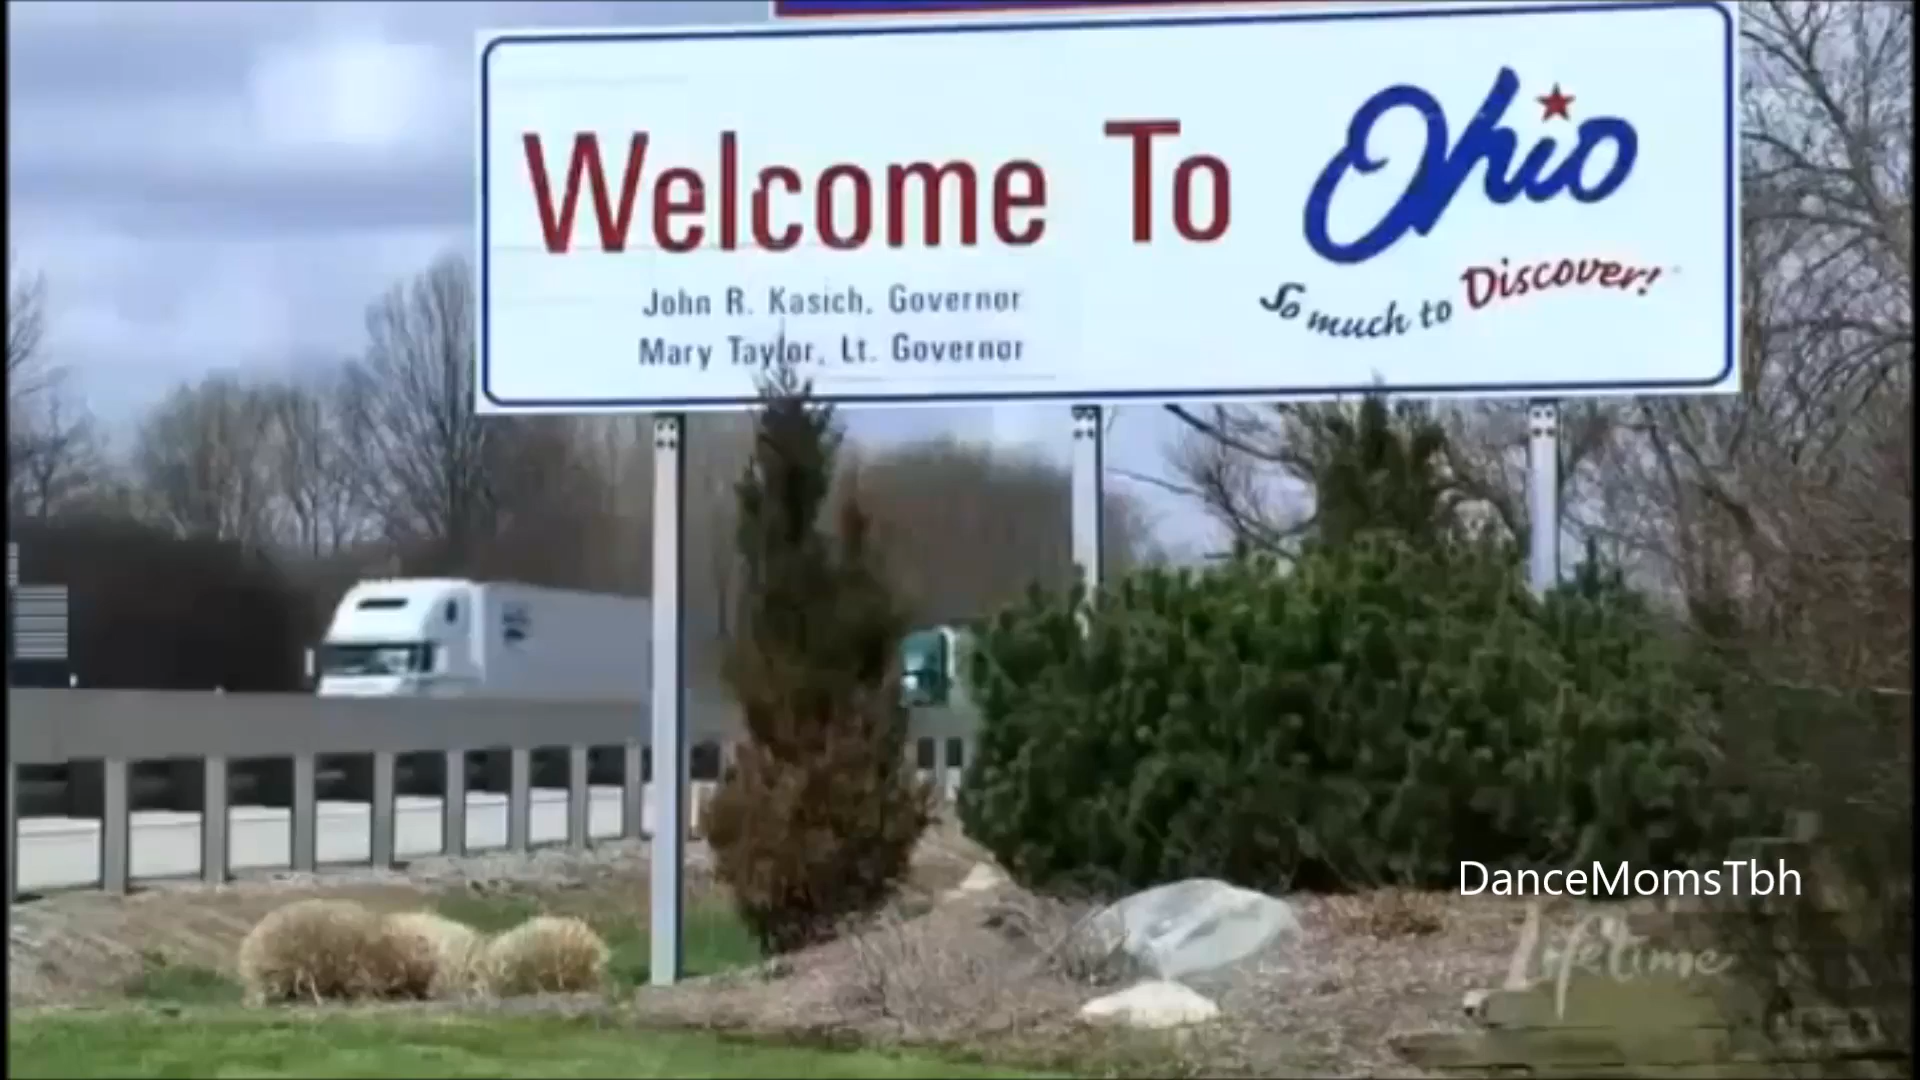 Welcome To Ohio
So much to Discover!
John R. Kasich, Governor
Mary Taylor, Lt. Governor
DanceMomsTbh
Lifetime